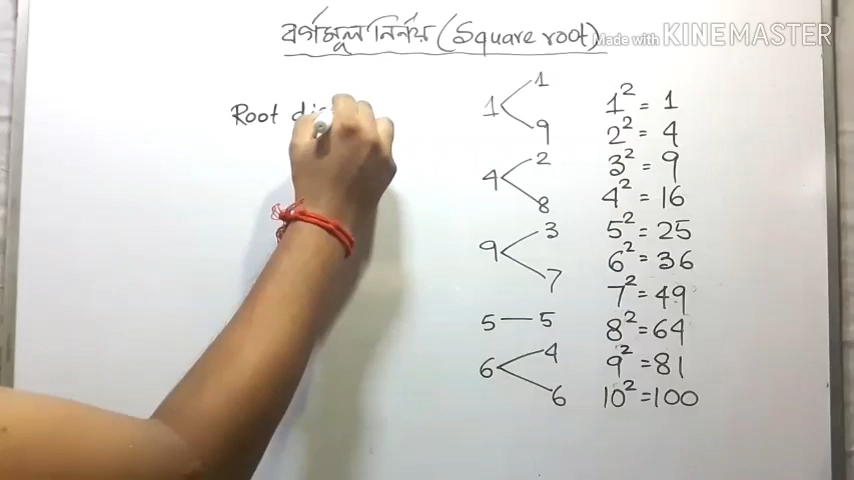 বর্গমূল নির্নয় (Square root)
Made with KINEMASTER
Root
1 < 1
9
4 < 2
8
9 < 3
7
5 — 5
6 < 4
6
1² = 1
2² = 4
3² = 9
4² = 16
5² = 25
6² = 36
7² = 49
8² = 64
9² = 81
10² = 100